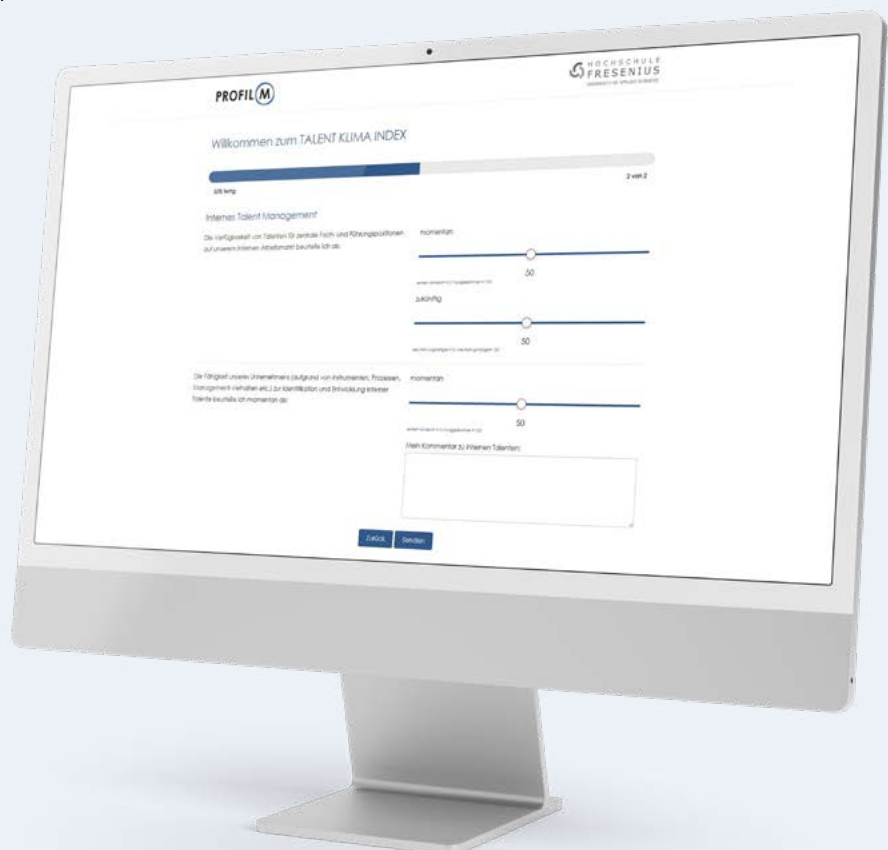 PROFIL M
HOCHSCHULE
FRESENIUS
Willkommen zum TALENT KLIMA INDEX
2 von 2
Internes Talent Management
Die Verfügbarkeit von Talenten für zentrale Fach- und Führungspositionen
auf unserem internen Arbeitsmarkt beurteile ich als:
momentan
50
zukünftig
50
Die Fähigkeit unseres Unternehmens (aufgrund von Instrumenten, Prozessen,
Management-Verhalten etc.) zur Identifikation und Entwicklung interner
Talente beurteile ich momentan als:
momentan
50
Mein Kommentar zu internen Talenten:
Zurück
Senden